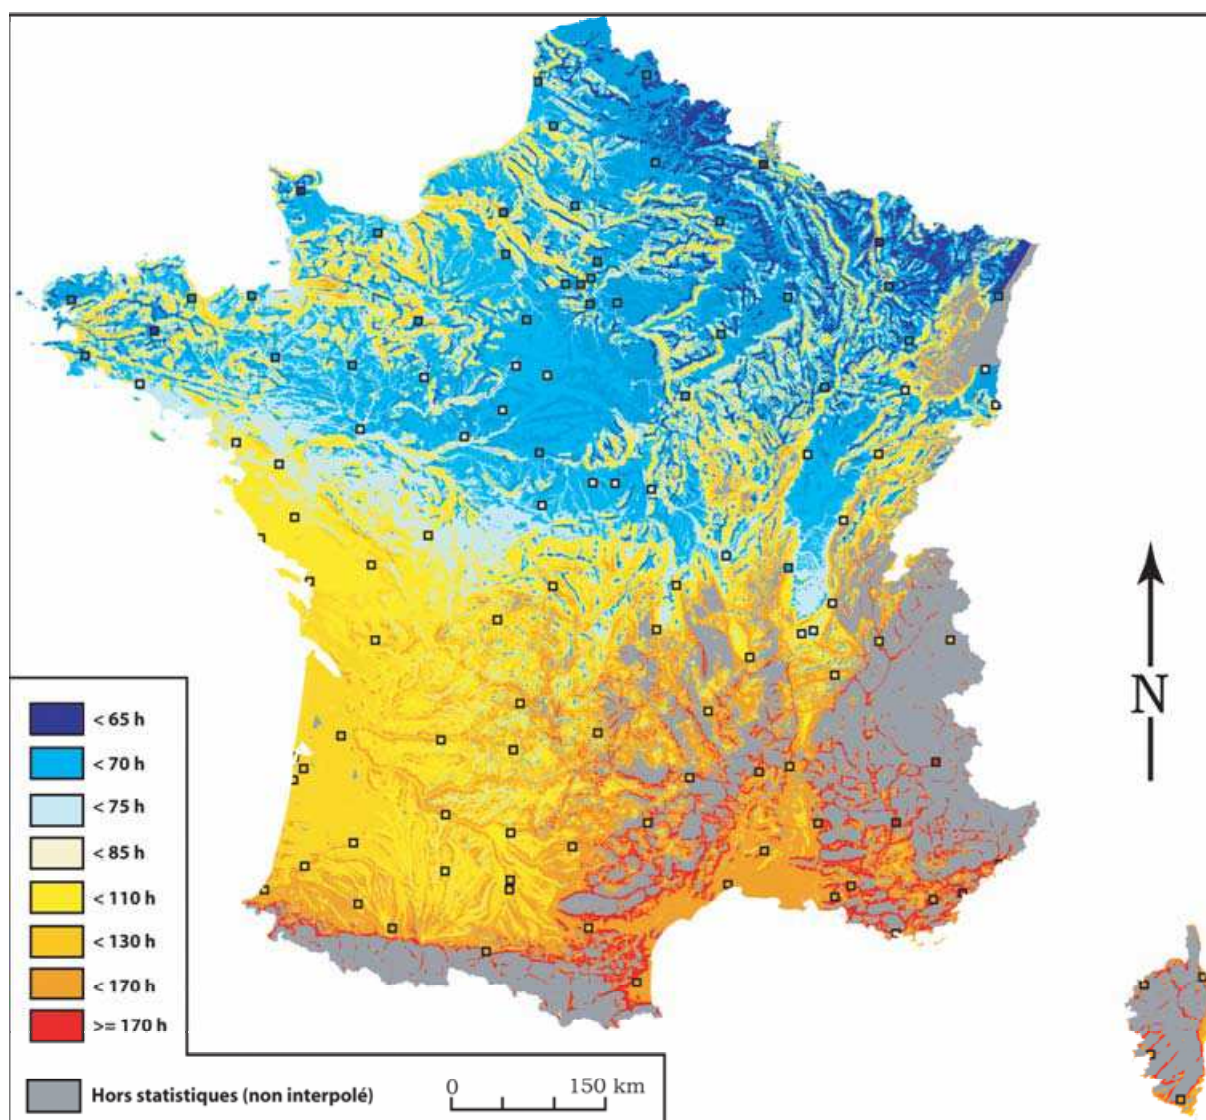 N
< 65 h
< 70 h
< 75 h
< 85 h
< 110 h
< 130 h
< 170 h
>= 170 h
Hors statistiques (non interpolé)
0 150 km